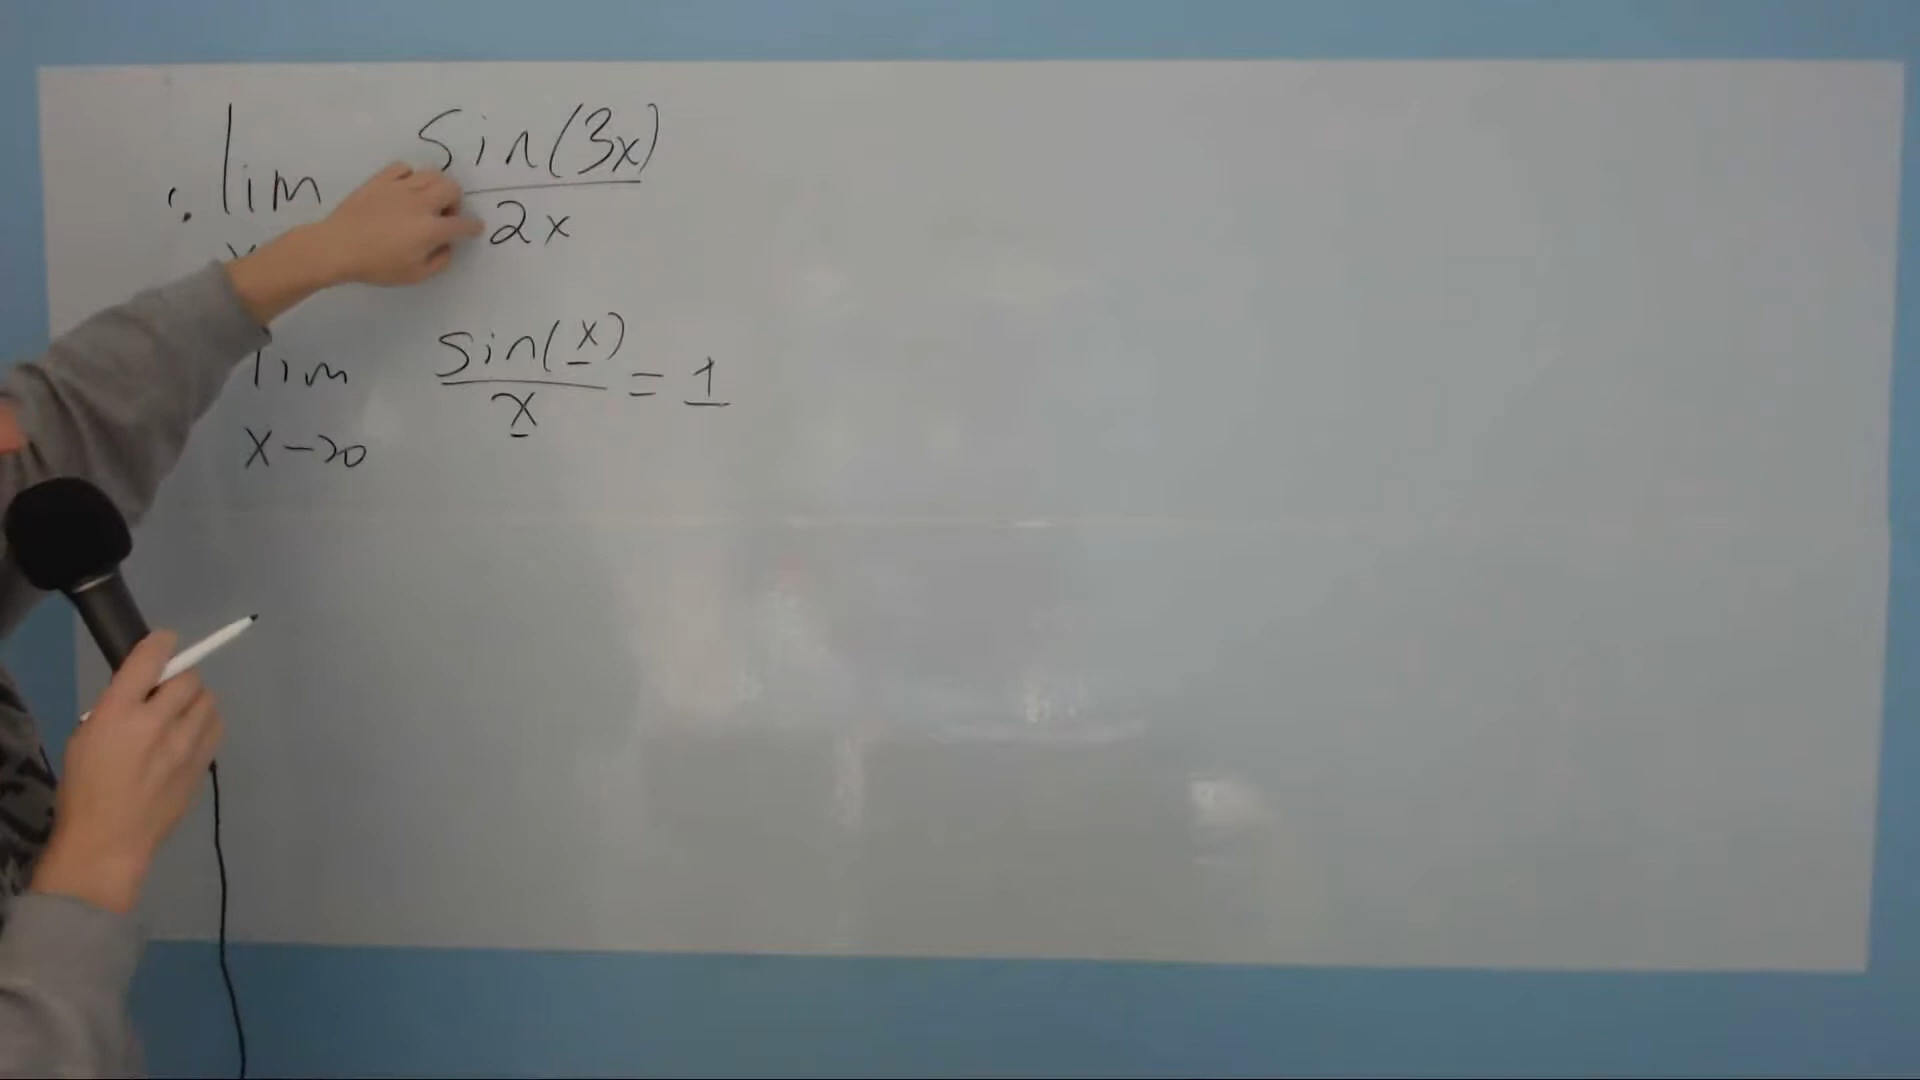 lim sin(3x)
2x
lim sin(x) = 1
x→0 x